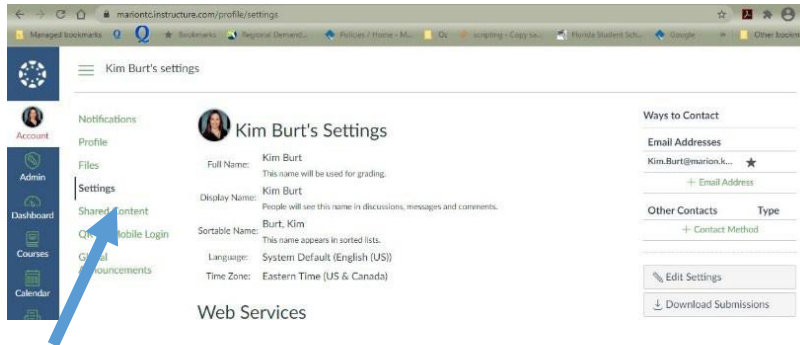 marionte.instructure.com/profile/settings
Managed bookmarks
Bookmarks
Regional Demand...
Policies / Home - M...
scripting - Copy to...
Florida Student Sch...
Google
Other bookm
Kim Burt's settings
Account
Admin
Dashboard
Courses
Calendar
Notifications
Profile
Files
Settings
Shared Content
Mobile Login
Kim Burt's Settings
Full Name: Kim Burt
This name will be used for grading.
Display Name: Kim Burt
People will see this name in discussions, messages and comments.
Sortable Name: Burt, Kim
This name appears in sorted lists.
Language: System Default (English (US))
Time Zone: Eastern Time (US & Canada)
Web Services
Ways to Contact
Email Addresses
Kim.Burt@marion.k... ★
+ Email Address
Other Contacts Type
+ Contact Method
Edit Settings
Download Submissions